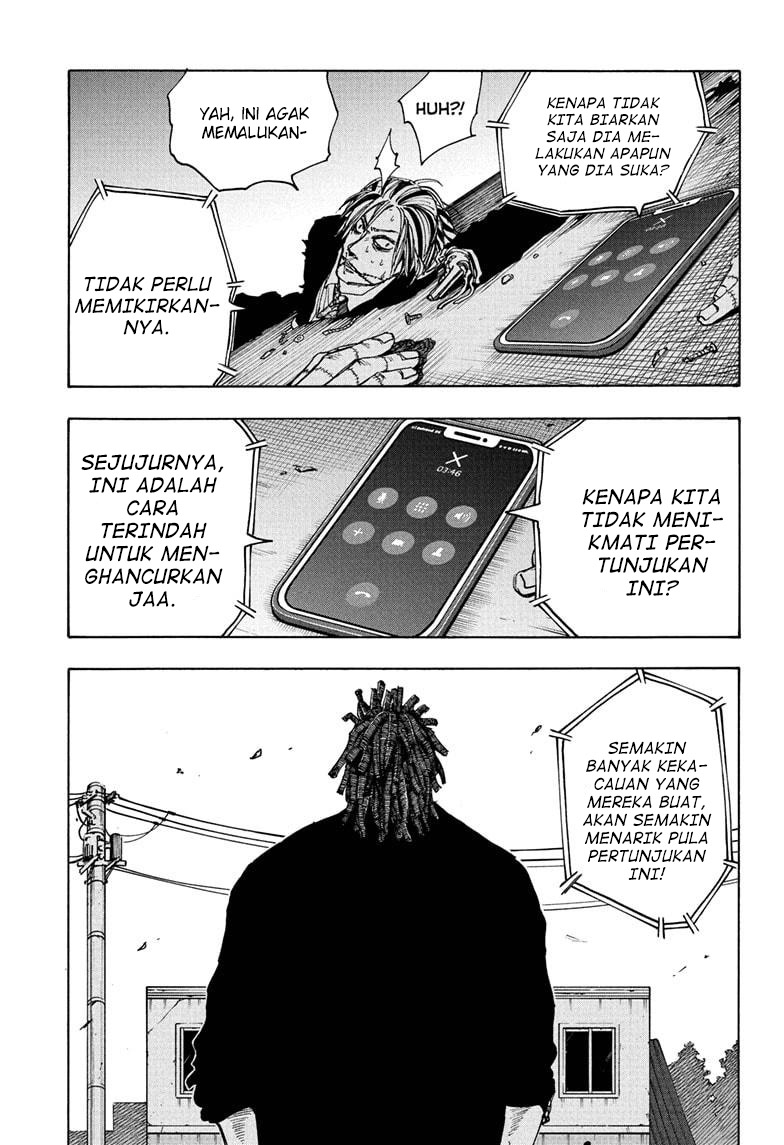 KENAPA TIDAK
KITA BIARKAN
SAJA DIA ME-
LAKUKAN APAPUN
YANG DIA SUKA?
HUH?!
YAH, INI AGAK
MEMALUKAN-
TIDAK PERLU
MEMIKIRKAN-
NYA.
KENAPA KITA
TIDAK MENI-
KMATI PER-
TUNJUKAN
INI?
X
03:46
SEJUJURNYA,
INI ADALAH
CARA
TERINDAH
UNTUK MEN-
GHANCURKAN
JAA.
SEMAKIN
BANYAK KEKA-
CAUAN YANG
MEREKA BUAT,
AKAN SEMAKIN
MENARIK PULA
PERTUNJUKAN
INI!